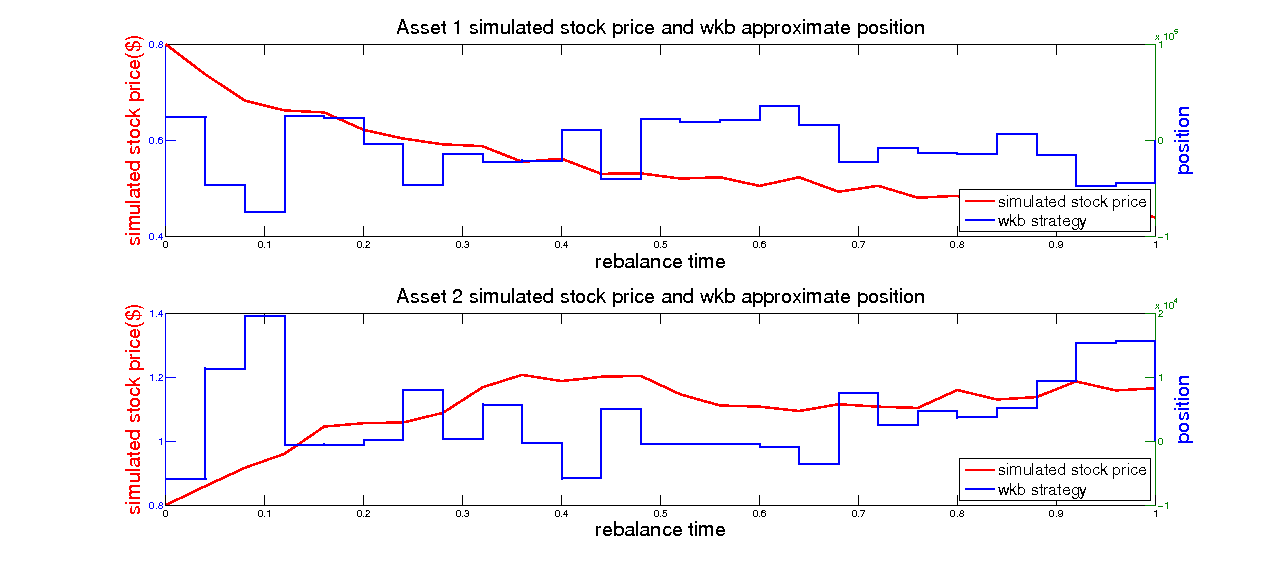 Asset 1 simulated stock price and wkb approximate position
x 10^5
simulated stock price($)
0.8
0.6
0.4
1
0
-1
position
simulated stock price
wkb strategy
0 0.1 0.2 0.3 0.4 0.5 0.6 0.7 0.8 0.9 1
rebalance time
Asset 2 simulated stock price and wkb approximate position
x 10^4
simulated stock price($)
1.4
1.2
1
0.8
2
1
0
-1
position
simulated stock price
wkb strategy
0 0.1 0.2 0.3 0.4 0.5 0.6 0.7 0.8 0.9 1
rebalance time